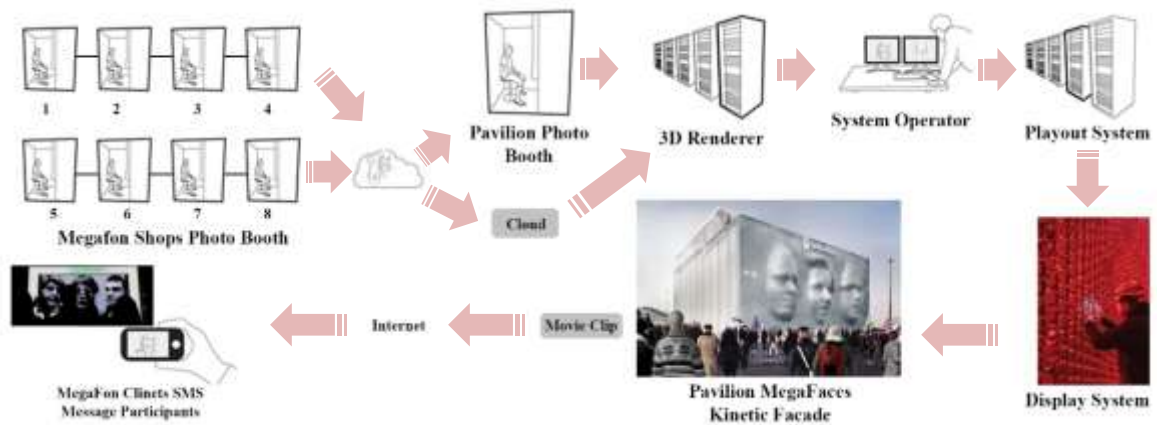 1 2 3 4
5 6 7 8
Megafon Shops Photo Booth
Pavilion Photo
Booth
3D Renderer
System Operator
Playout System
Cloud
Display System
Pavilion MegaFaces
Kinetic Facade
Movie Clip
Internet
MegaFon Clinets SMS
Message Participants